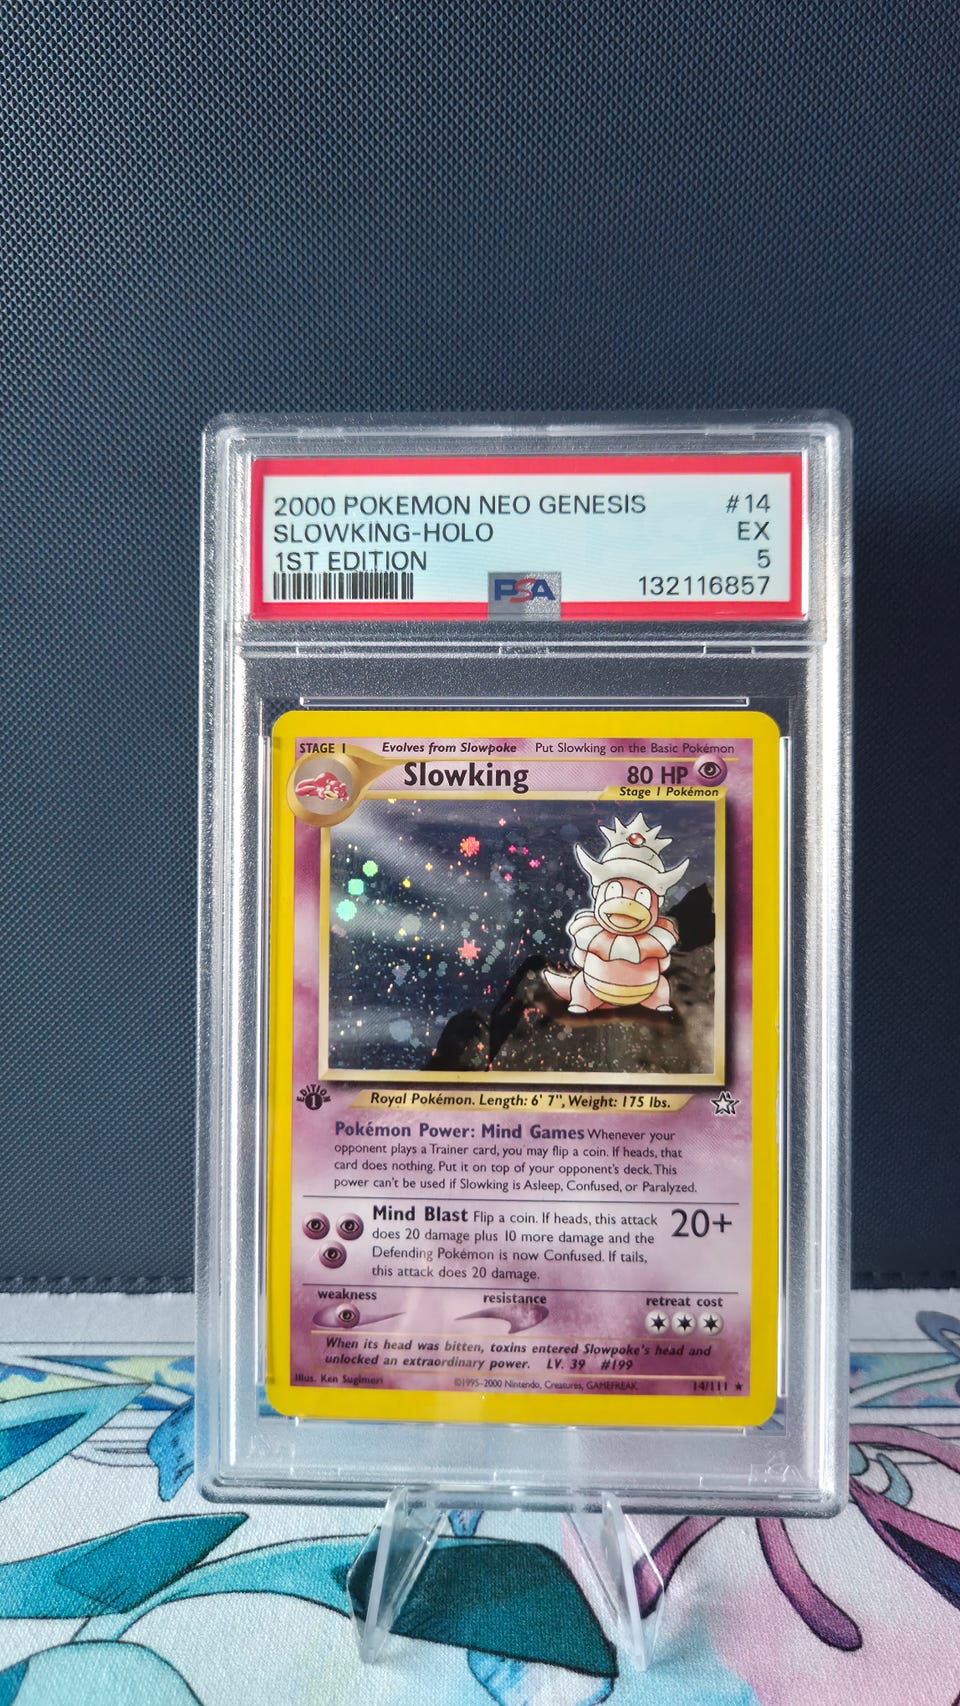 2000 POKEMON NEO GENESIS #14
SLOWKING-HOLO EX
1ST EDITION 5
PSA 132116857
STAGE 1 Evolves from Slowpoke Put Slowking on the Basic Pokémon
Slowking 80 HP
Stage 1 Pokémon
EDITION 1
Royal Pokémon. Length: 6' 7", Weight: 175 lbs.
Pokémon Power: Mind Games Whenever your
opponent plays a Trainer card, you may flip a coin. If heads, that
card does nothing. Put it on top of your opponent's deck. This
power can't be used if Slowking is Asleep, Confused, or Paralyzed.
Mind Blast Flip a coin. If heads, this attack 20+
does 20 damage plus 10 more damage and the
Defending Pokémon is now Confused. If tails,
this attack does 20 damage.
weakness resistance retreat cost
When its head was bitten, toxins entered Slowpoke's head and
unlocked an extraordinary power. LV. 39 #199
Illus. Ken Sugimori ©1995-2000 Nintendo, Creatures, GAMEFREAK. 14/111 ★
PSA